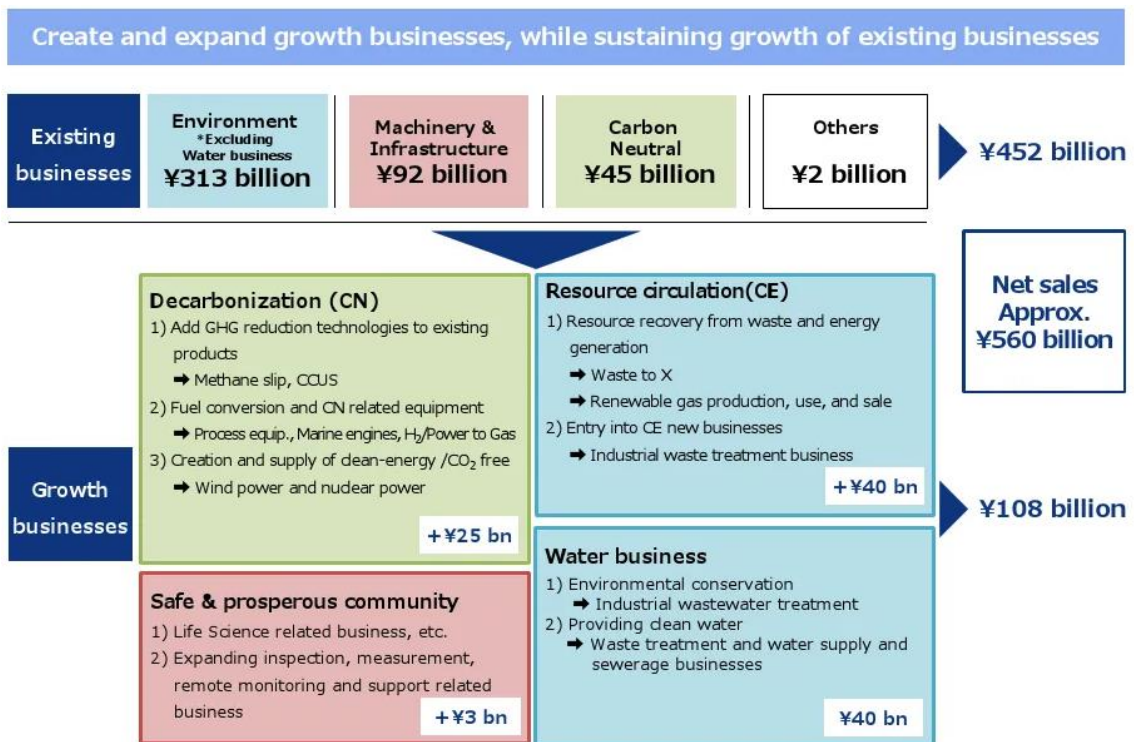 Create and expand growth businesses, while sustaining growth of existing businesses
Existing
businesses
Environment
*Excluding
Water business
¥313 billion
Machinery &
Infrastructure
¥92 billion
Carbon
Neutral
¥45 billion
Others
¥2 billion
¥452 billion
Net sales
Approx.
¥560 billion
Growth
businesses
Decarbonization (CN)
1) Add GHG reduction technologies to existing
products
➡ Methane slip, CCUS
2) Fuel conversion and CN related equipment
➡ Process equip., Marine engines, H₂/Power to Gas
3) Creation and supply of clean-energy /CO₂ free
➡ Wind power and nuclear power
+¥25 bn
Resource circulation(CE)
1) Resource recovery from waste and energy
generation
➡ Waste to X
➡ Renewable gas production, use, and sale
2) Entry into CE new businesses
➡ Industrial waste treatment business
+¥40 bn
¥108 billion
Safe & prosperous community
1) Life Science related business, etc.
2) Expanding inspection, measurement,
remote monitoring and support related
business
+¥3 bn
Water business
1) Environmental conservation
➡ Industrial wastewater treatment
2) Providing clean water
➡ Waste treatment and water supply and
sewerage businesses
¥40 bn